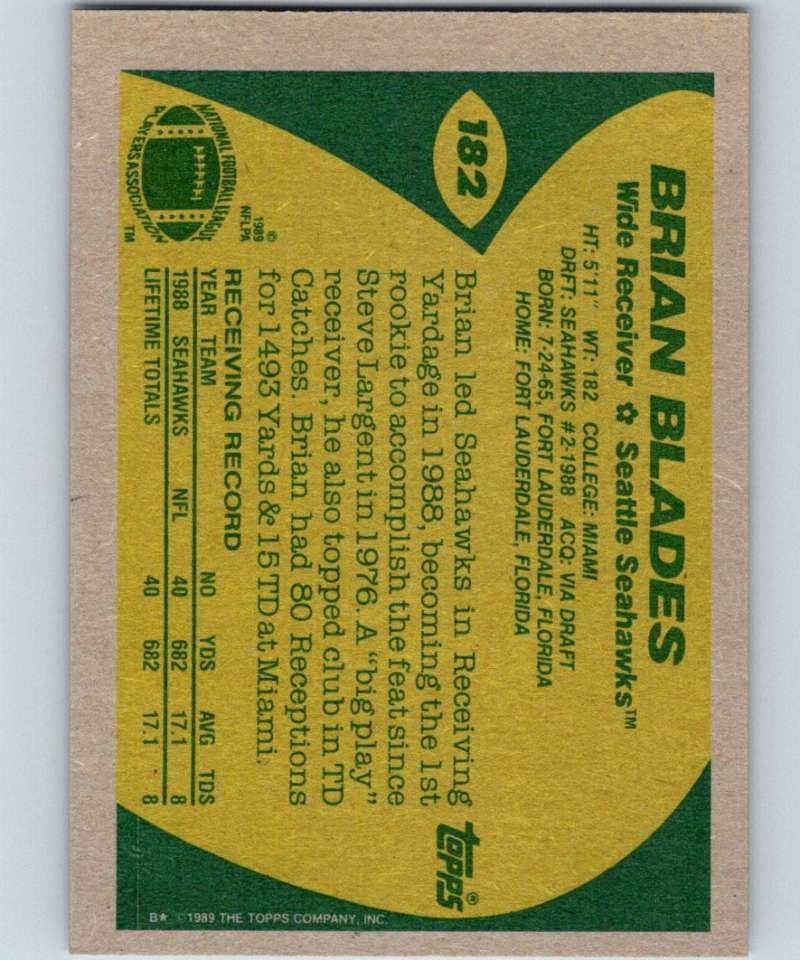 182
BRIAN BLADES
Wide Receiver ✿ Seattle Seahawks™
HT: 5'11" WT: 182 COLLEGE: MIAMI
DRFT: SEAHAWKS #2-1988 ACQ: VIA DRAFT
BORN: 7-24-65, FORT LAUDERDALE, FLORIDA
HOME: FORT LAUDERDALE, FLORIDA
Brian led Seahawks in Receiving
Yardage in 1988, becoming the 1st
rookie to accomplish the feat since
Steve Largent in 1976. A "big play"
receiver, he also topped club in TD
Catches. Brian had 80 Receptions
for 1493 Yards & 15 TD at Miami.
topps®
NATIONAL FOOTBALL LEAGUE
PLAYERS ASSOCIATION
TM
©
1989
NFLPA
RECEIVING RECORD
YEAR TEAM NO YDS AVG TDS
1988 SEAHAWKS NFL 40 682 17.1 8
LIFETIME TOTALS 40 682 17.1 8
B* ©1989 THE TOPPS COMPANY, INC.